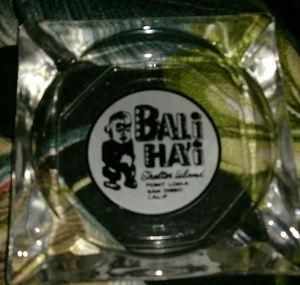 BALI
HA'i
Shelter Island
POINT LOMA
SAN DIEGO
CALIF